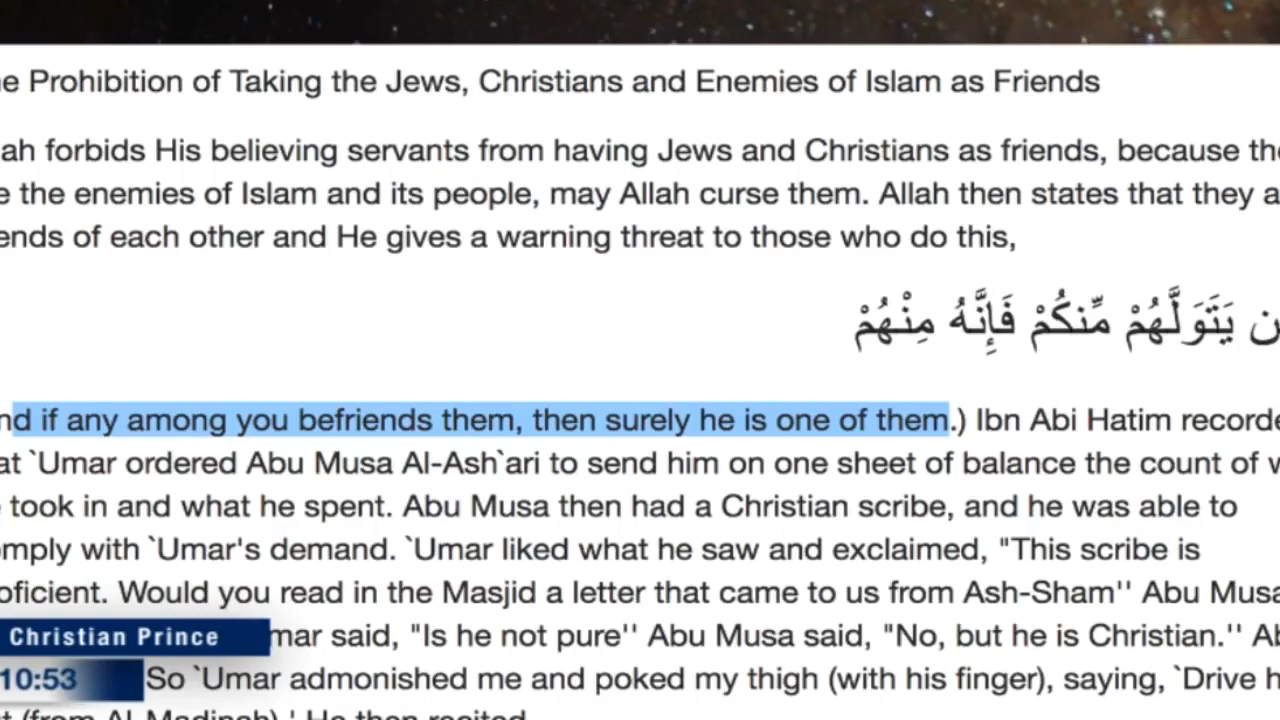 e Prohibition of Taking the Jews, Christians and Enemies of Islam as Friends
ah forbids His believing servants from having Jews and Christians as friends, because the
e the enemies of Islam and its people, may Allah curse them. Allah then states that they a
ends of each other and He gives a warning threat to those who do this,
ن يَتَوَلَّهُمْ مِّنكُمْ فَإِنَّهُ مِنْهُمْ
nd if any among you befriends them, then surely he is one of them.) Ibn Abi Hatim recorde
at `Umar ordered Abu Musa Al-Ash`ari to send him on one sheet of balance the count of w
took in and what he spent. Abu Musa then had a Christian scribe, and he was able to
mply with `Umar's demand. `Umar liked what he saw and exclaimed, "This scribe is
oficient. Would you read in the Masjid a letter that came to us from Ash-Sham'' Abu Musa
Christian Prince
mar said, "Is he not pure'' Abu Musa said, "No, but he is Christian.'' Ab
10:53
So `Umar admonished me and poked my thigh (with his finger), saying, `Drive h
t (from Al-Madinah).' He then recited